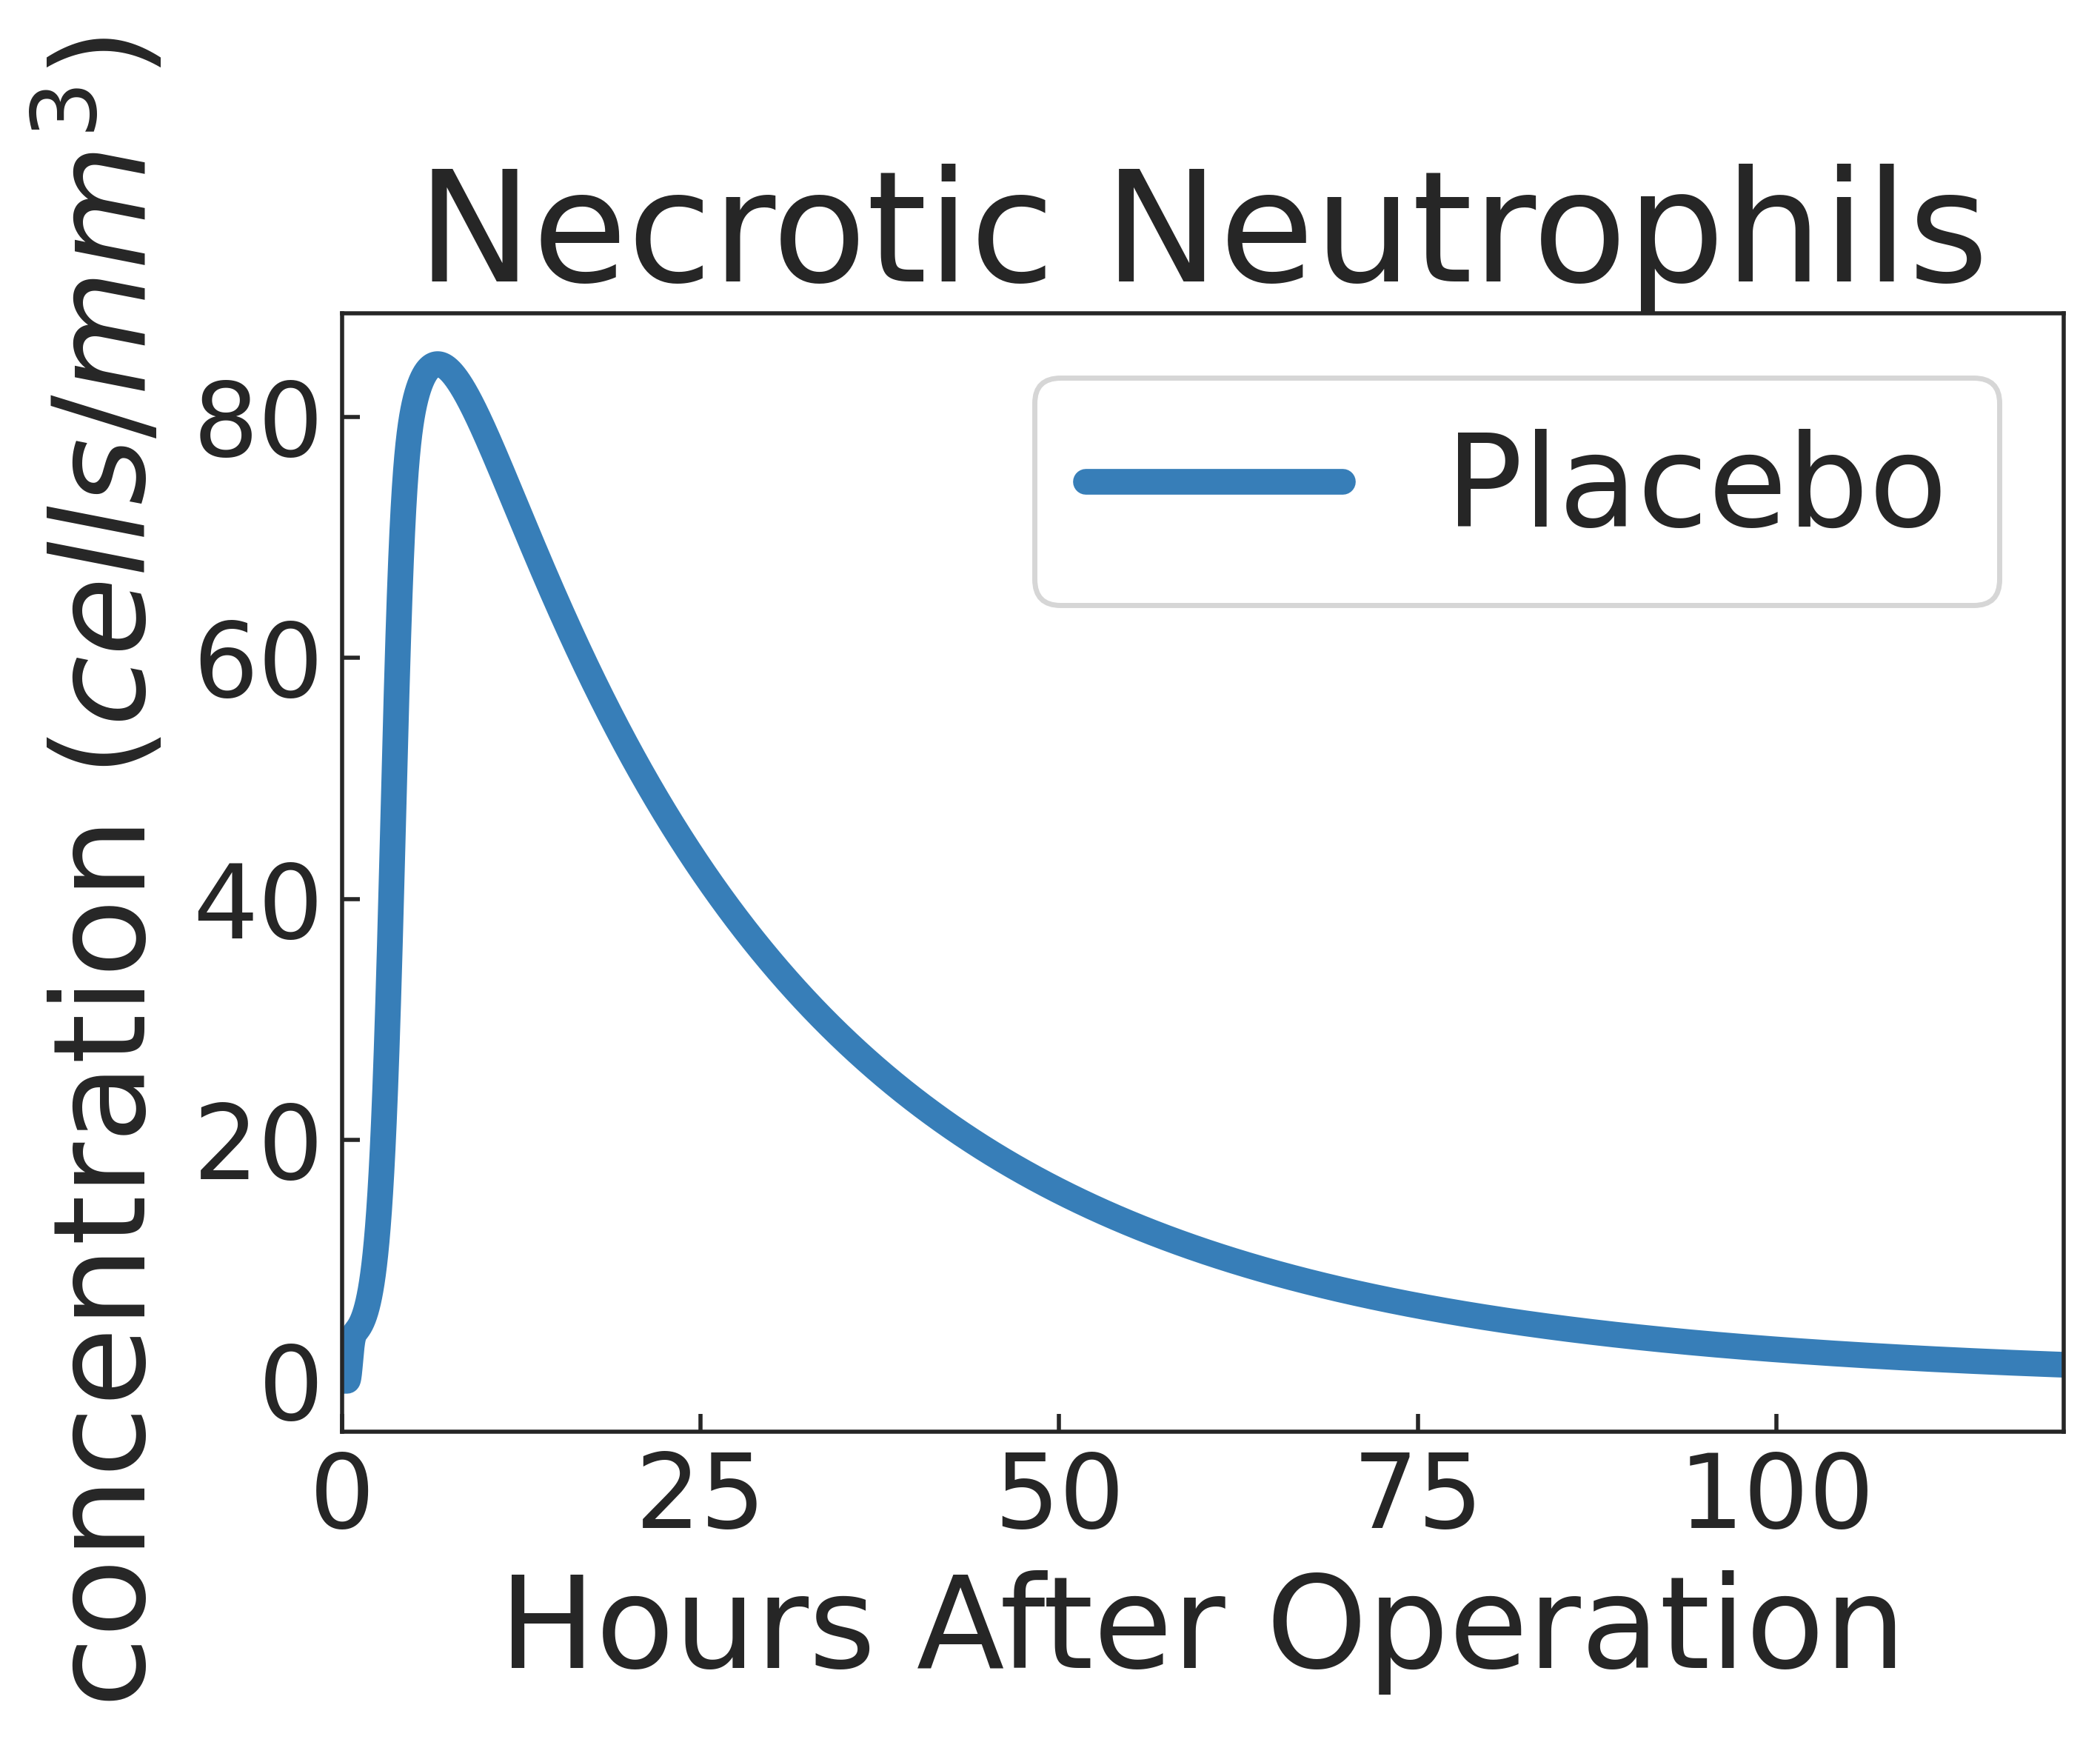 Necrotic Neutrophils
concentration (cells/mm³)
80
60
40
20
0
Placebo
0 25 50 75 100
Hours After Operation